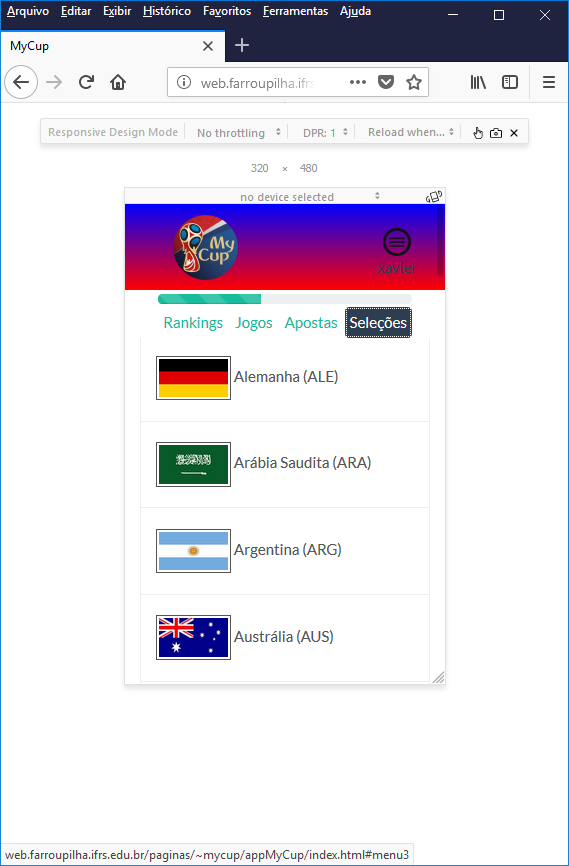 Arquivo Editar Exibir Histórico Favoritos Ferramentas Ajuda
MyCup
web.farroupilha.ifrs
Responsive Design Mode No throttling DPR: 1 Reload when...
320 × 480
no device selected
My
Cup
xavier
Rankings Jogos Apostas Seleções
Alemanha (ALE)
Arábia Saudita (ARA)
Argentina (ARG)
Austrália (AUS)
web.farroupilha.ifrs.edu.br/paginas/~mycup/appMyCup/index.html#menu3